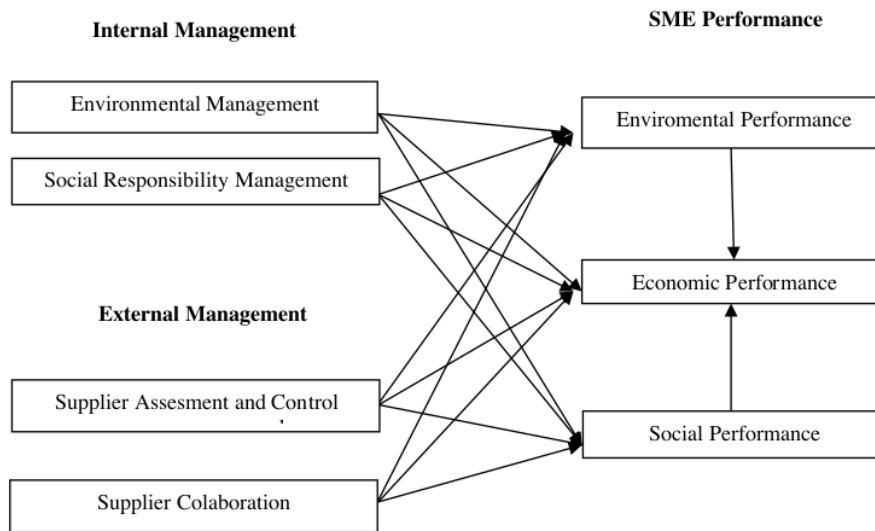 Internal Management
Environmental Management
Social Responsibility Management
External Management
Supplier Assesment and Control
Supplier Colaboration
SME Performance
Enviromental Performance
Economic Performance
Social Performance